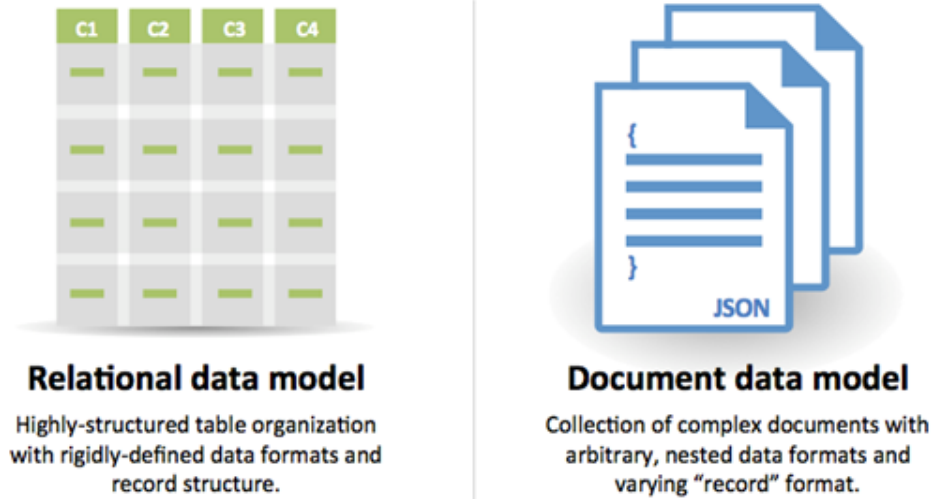 C1 C2 C3 C4
Relational data model
Highly-structured table organization
with rigidly-defined data formats and
record structure.
{
}
JSON
Document data model
Collection of complex documents with
arbitrary, nested data formats and
varying “record” format.